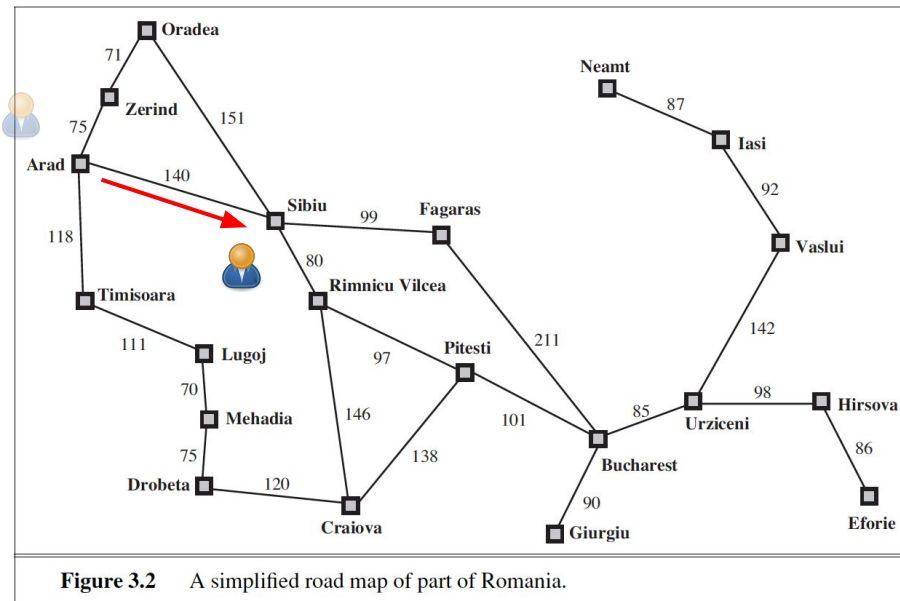 Oradea
71
Neamt
87
Zerind
151
75
Iasi
Arad
140
92
Sibiu
99
Fagaras
118
80
Vaslui
Rimnicu Vilcea
Timisoara
142
111
211
Lugoj
97
Pitesti
70
98
Hirsova
146
101
85
Mehadia
Urziceni
86
75
138
Bucharest
Drobeta
120
90
Craiova
Giurgiu
Eforie
Figure 3.2 A simplified road map of part of Romania.